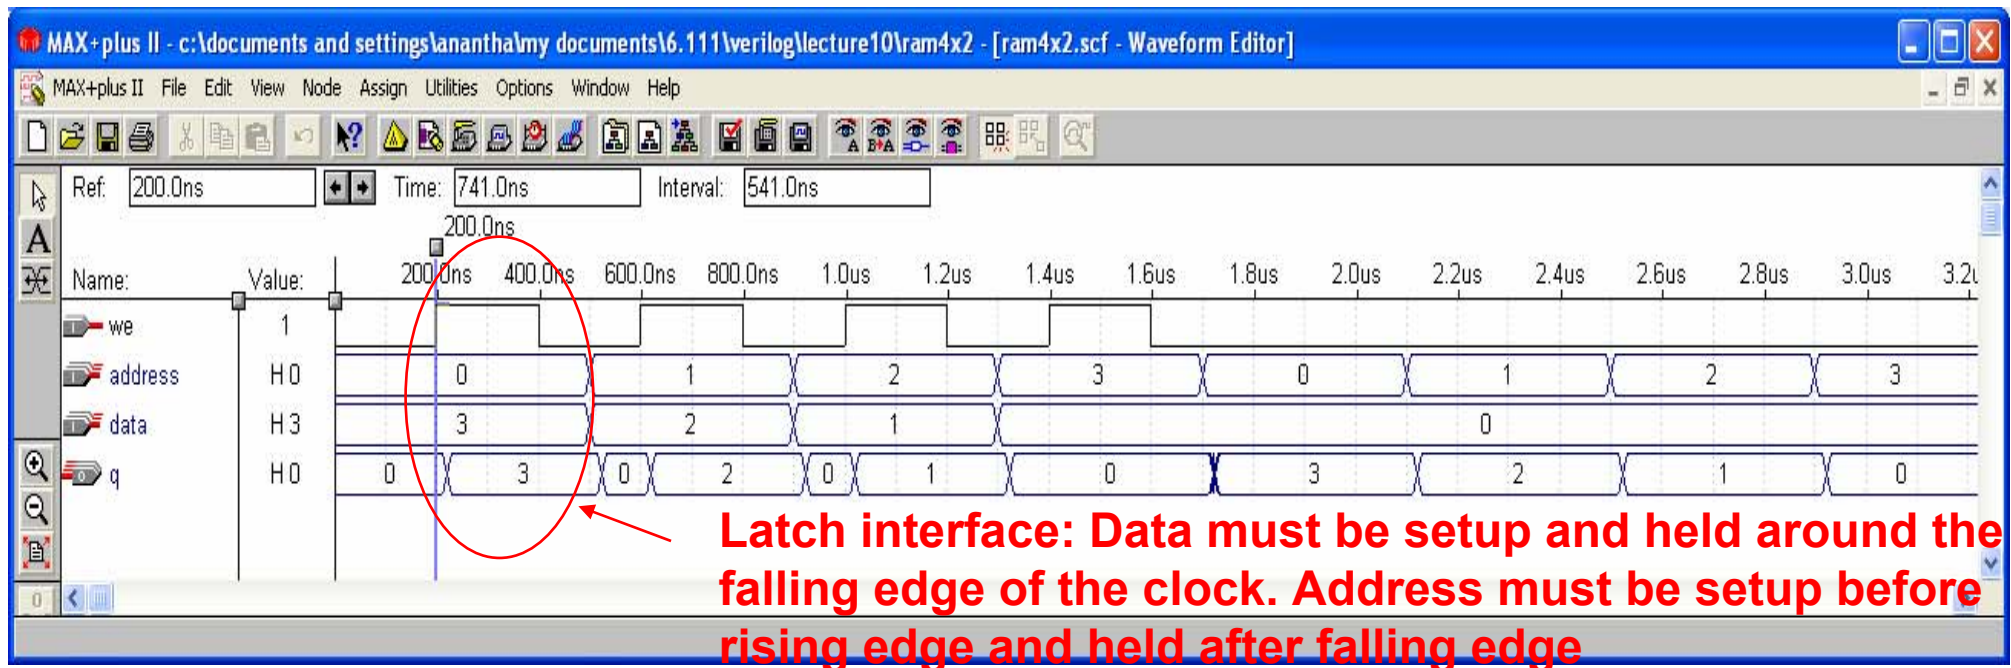 MAX+plus II - c:\documents and settings\anantha\my documents\6.111\verilog\lecture10\ram4x2 - [ram4x2.scf - Waveform Editor]
MAX+plus II File Edit View Node Assign Utilities Options Window Help
Ref: 200.0ns Time: 741.0ns Interval: 541.0ns
200.0ns
Name: Value: 200.0ns 400.0ns 600.0ns 800.0ns 1.0us 1.2us 1.4us 1.6us 1.8us 2.0us 2.2us 2.4us 2.6us 2.8us 3.0us 3.2u
we 1
address H 0 0 1 2 3 0 1 2 3
data H 3 3 2 1 0
q H 0 0 3 0 2 0 1 0 3 2 1 0
Latch interface: Data must be setup and held around the
falling edge of the clock. Address must be setup before
rising edge and held after falling edge